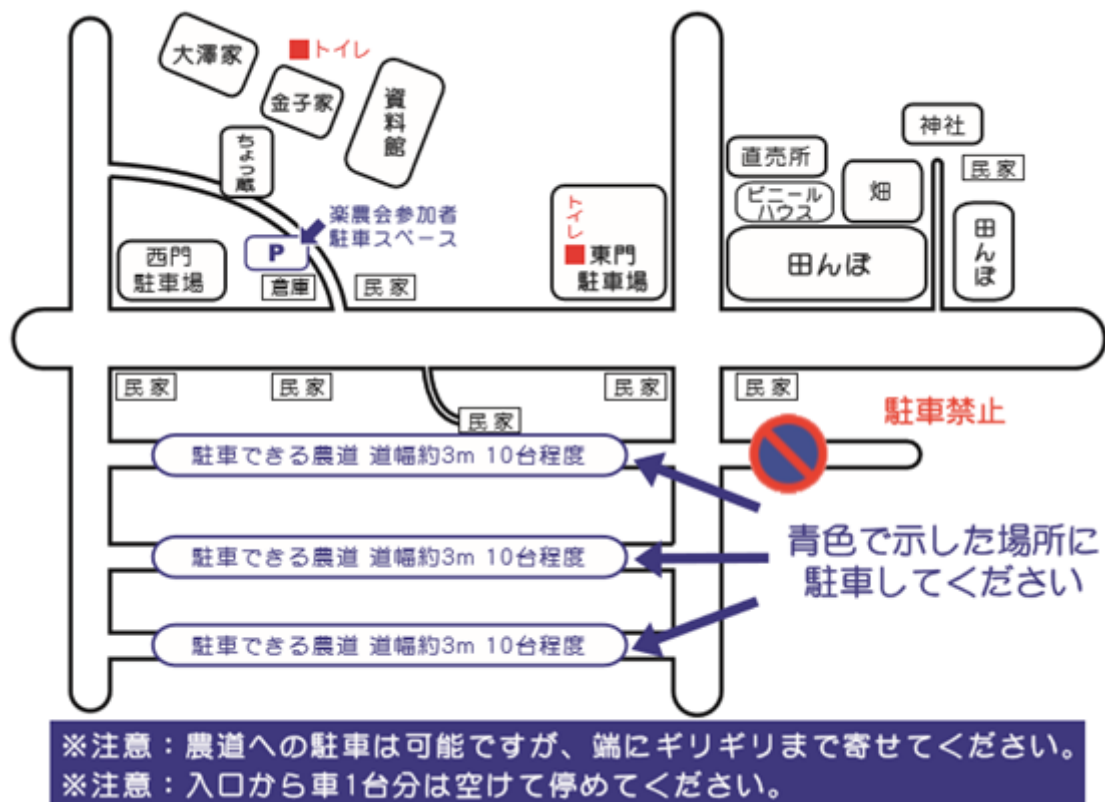 大澤家
トイレ
金子家
資料館
ちょっ蔵
楽農会参加者
駐車スペース
P
西門
駐車場
倉庫
民家
トイレ
東門
駐車場
直売所
ビニール
ハウス
畑
神社
民家
田んぼ
田んぼ
民家
民家
民家
民家
民家
駐車禁止
駐車できる農道 道幅約3m 10台程度
駐車できる農道 道幅約3m 10台程度
駐車できる農道 道幅約3m 10台程度
青色で示した場所に
駐車してください
※注意：農道への駐車は可能ですが、端にギリギリまで寄せてください。
※注意：入口から車1台分は空けて停めてください。